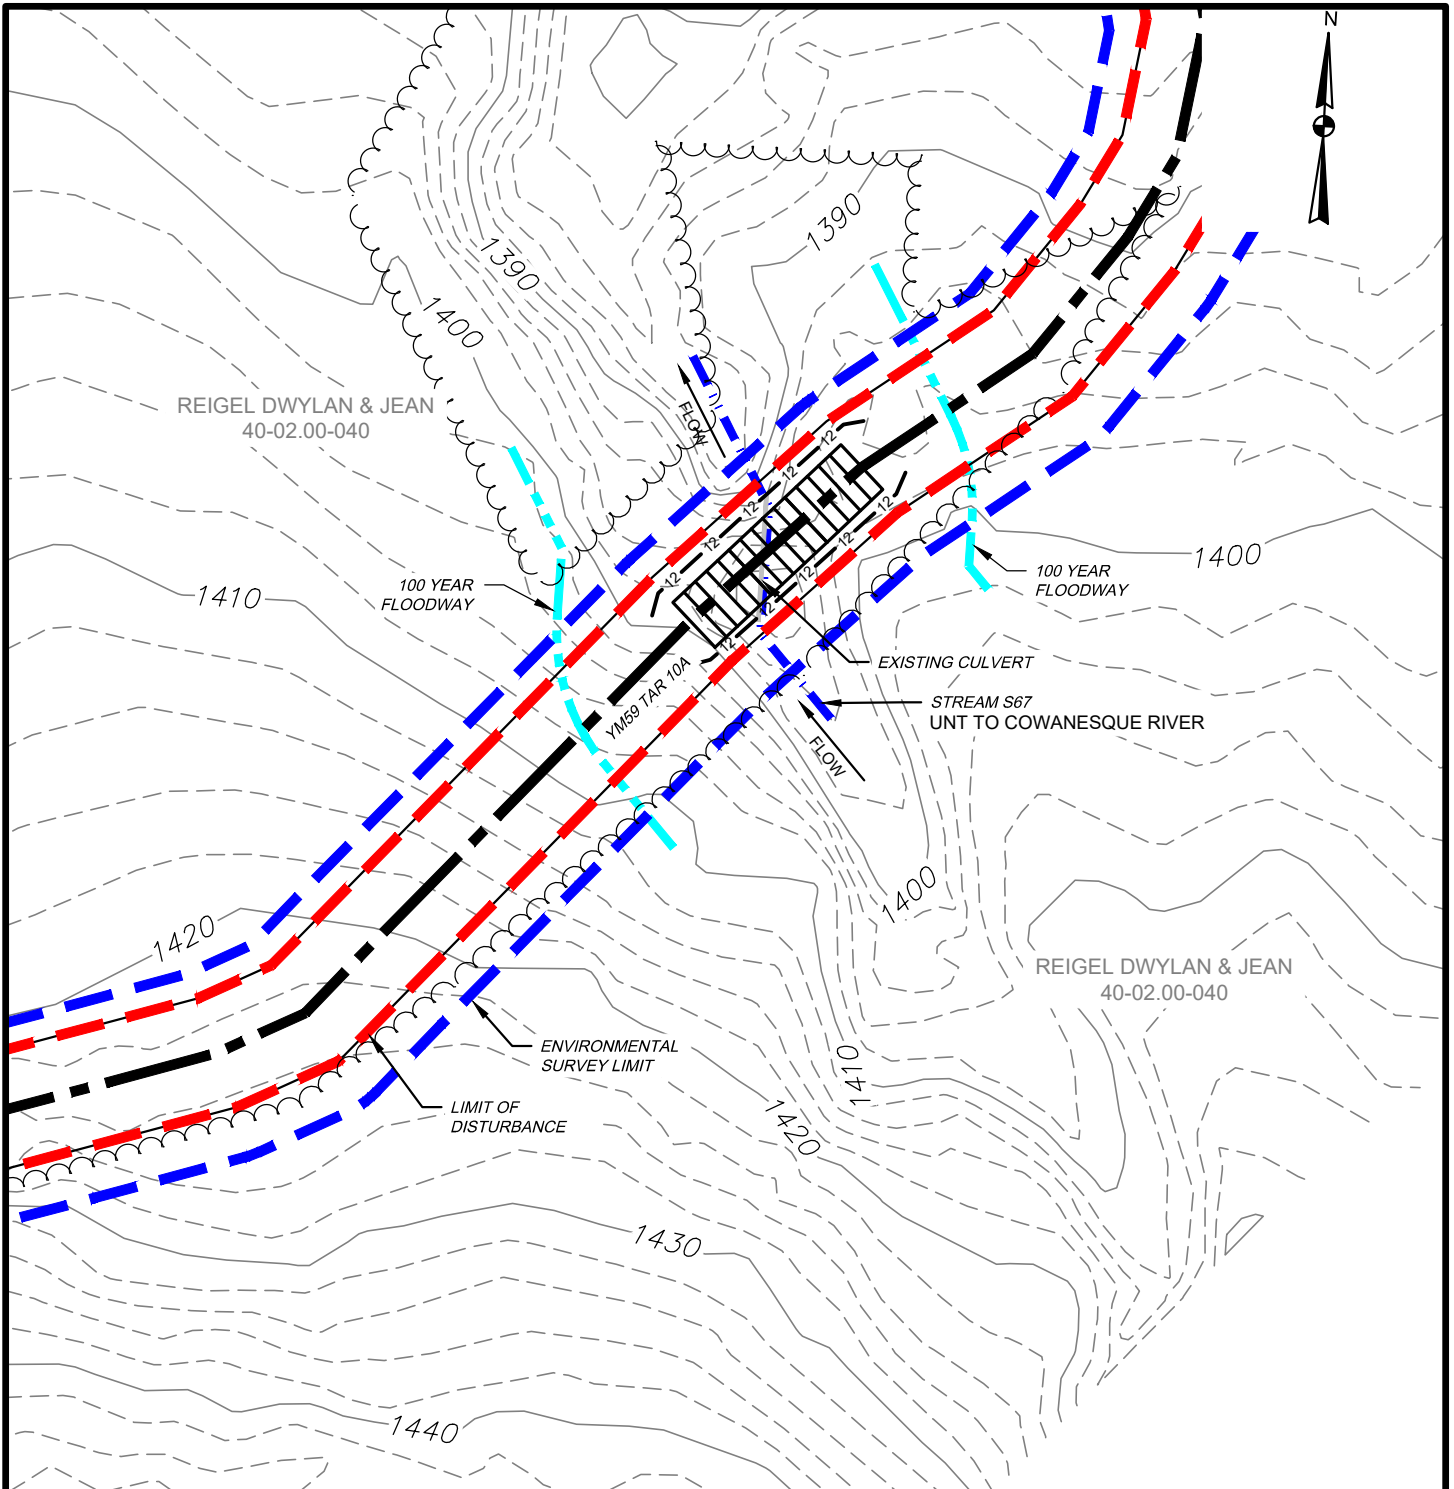 N
1390
1390
1400
REIGEL DWYLAN & JEAN
40-02.00-040
FLOW
12
12
12
12
12
12
12
12
12
12
1400
100 YEAR
FLOODWAY
100 YEAR
FLOODWAY
1410
EXISTING CULVERT
YM59 TAR 10A
STREAM S67
UNT TO COWANESQUE RIVER
FLOW
1400
1420
REIGEL DWYLAN & JEAN
40-02.00-040
ENVIRONMENTAL
SURVEY LIMIT
1410
LIMIT OF
DISTURBANCE
1420
1430
1440